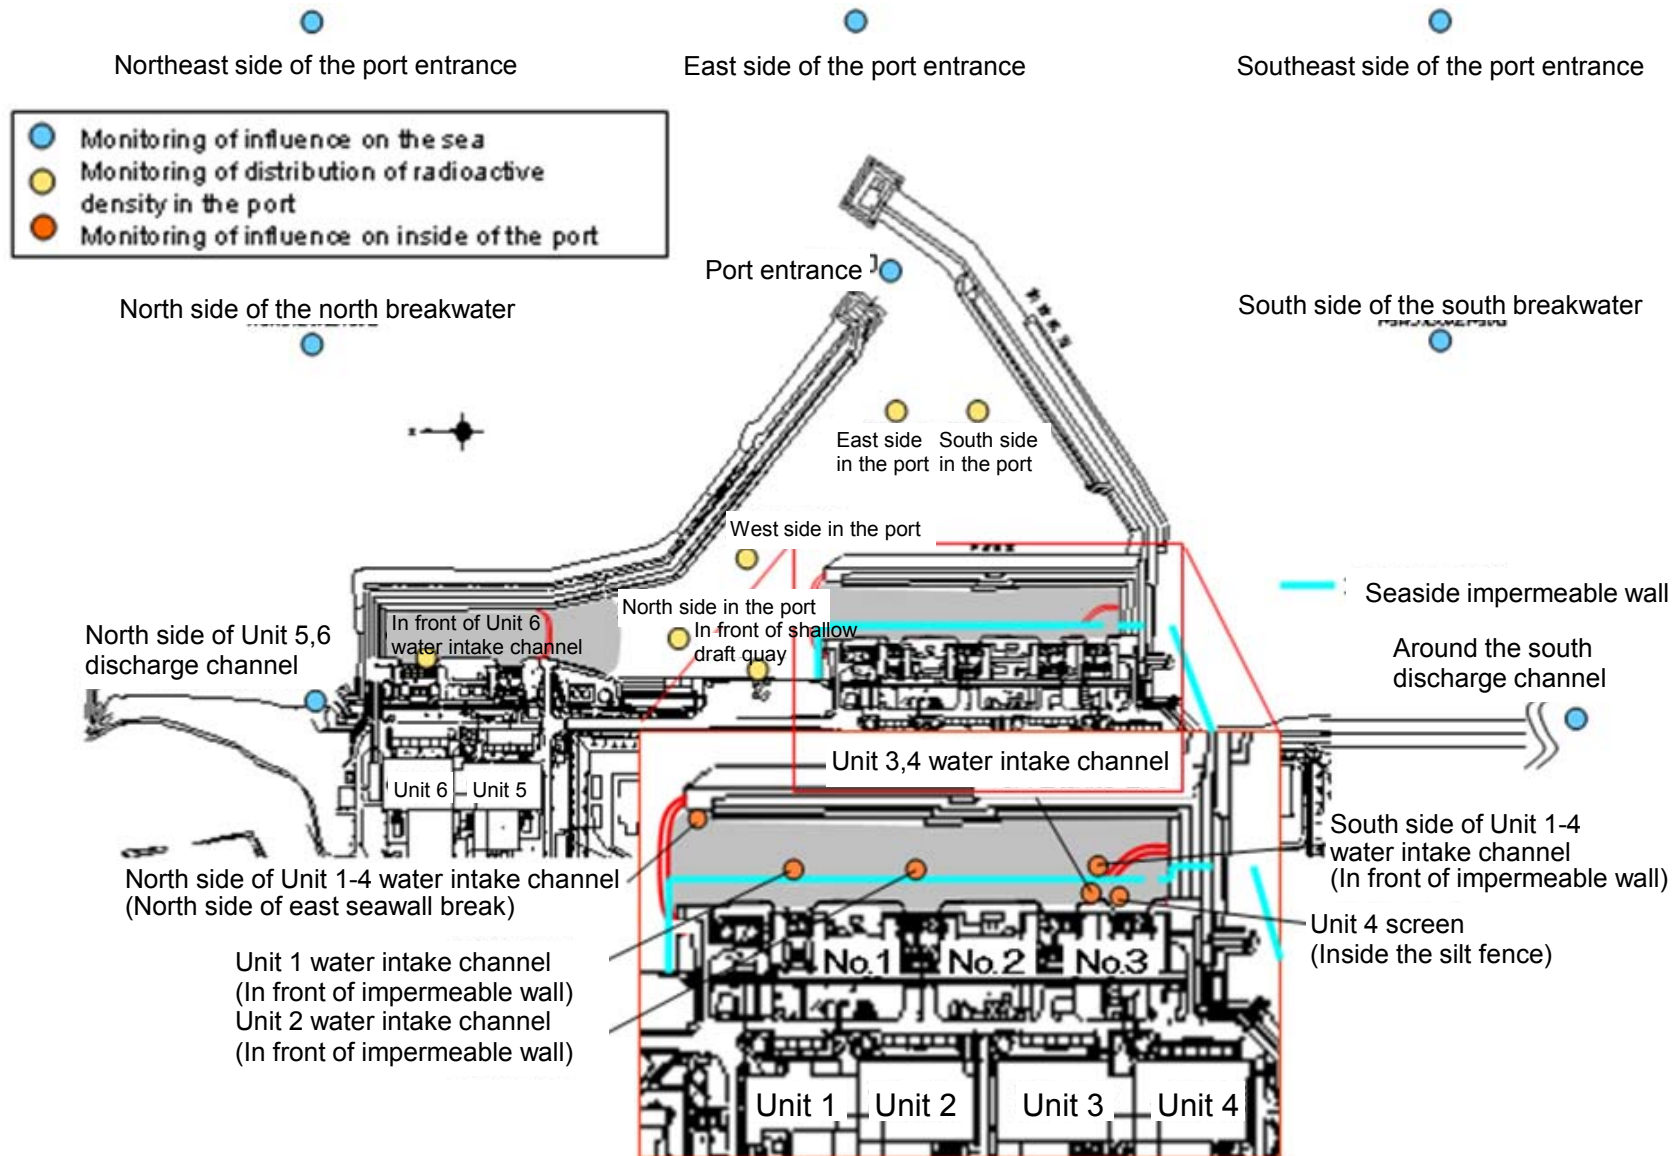 Northeast side of the port entrance
East side of the port entrance
Southeast side of the port entrance
Monitoring of influence on the sea
Monitoring of distribution of radioactive
density in the port
Monitoring of influence on inside of the port
Port entrance
North side of the north breakwater
South side of the south breakwater
East side
in the port
South side
in the port
West side in the port
Seaside impermeable wall
North side in the port
In front of shallow
draft quay
In front of Unit 6
water intake channel
North side of Unit 5,6
discharge channel
Around the south
discharge channel
Unit 6
Unit 5
Unit 3,4 water intake channel
South side of Unit 1-4
water intake channel
(In front of impermeable wall)
North side of Unit 1-4 water intake channel
(North side of east seawall break)
Unit 4 screen
(Inside the silt fence)
Unit 1 water intake channel
(In front of impermeable wall)
Unit 2 water intake channel
(In front of impermeable wall)
No.1
No.2
No.3
Unit 1
Unit 2
Unit 3
Unit 4